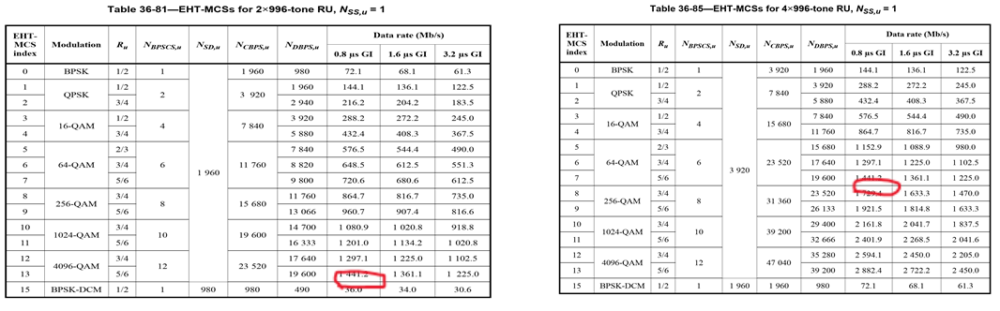 Table 36-81—EHT-MCSs for 2×996-tone RU, NSS,u = 1
EHT-MCS index Modulation Ru NBPSCS,u NSD,u NCBPS,u NDBPS,u Data rate (Mb/s)
0.8 µs GI 1.6 µs GI 3.2 µs GI
0 BPSK 1/2 1 1 960 1 960 980 72.1 68.1 61.3
1 QPSK 1/2 2 3 920 1 960 144.1 136.1 122.5
2 3/4 2 940 216.2 204.2 183.5
3 16-QAM 1/2 4 7 840 3 920 288.2 272.2 245.0
4 3/4 5 880 432.4 408.3 367.5
5 64-QAM 2/3 6 11 760 7 840 576.5 544.4 490.0
6 3/4 8 820 648.5 612.5 551.3
7 5/6 9 800 720.6 680.6 612.5
8 256-QAM 3/4 8 15 680 11 760 864.7 816.7 735.0
9 5/6 13 066 960.7 907.4 816.6
10 1024-QAM 3/4 10 19 600 14 700 1 080.9 1 020.8 918.8
11 5/6 16 333 1 201.0 1 134.2 1 020.8
12 4096-QAM 3/4 12 23 520 17 640 1 297.1 1 225.0 1 102.5
13 5/6 19 600 1 441.2 1 361.1 1 225.0
15 BPSK-DCM 1/2 1 980 980 490 36.0 34.0 30.6
Table 36-85—EHT-MCSs for 4×996-tone RU, NSS,u = 1
EHT-MCS index Modulation Ru NBPSCS,u NSD,u NCBPS,u NDBPS,u Data rate (Mb/s)
0.8 µs GI 1.6 µs GI 3.2 µs GI
0 BPSK 1/2 1 3 920 3 920 1 960 144.1 136.1 122.5
1 QPSK 1/2 2 7 840 3 920 288.2 272.2 245.0
2 3/4 5 880 432.4 408.3 367.5
3 16-QAM 1/2 4 15 680 7 840 576.5 544.4 490.0
4 3/4 11 760 864.7 816.7 735.0
5 64-QAM 2/3 6 23 520 15 680 1 152.9 1 088.9 980.0
6 3/4 17 640 1 297.1 1 225.0 1 102.5
7 5/6 19 600 1 441.2 1 361.1 1 225.0
8 256-QAM 3/4 8 31 360 23 520 1 729.4 1 633.3 1 470.0
9 5/6 26 133 1 921.5 1 814.8 1 633.3
10 1024-QAM 3/4 10 39 200 29 400 2 161.8 2 041.7 1 837.5
11 5/6 32 666 2 401.9 2 268.5 2 041.6
12 4096-QAM 3/4 12 47 040 35 280 2 594.1 2 450.0 2 205.0
13 5/6 39 200 2 882.4 2 722.2 2 450.0
15 BPSK-DCM 1/2 1 1 960 1 960 980 72.1 68.1 61.3